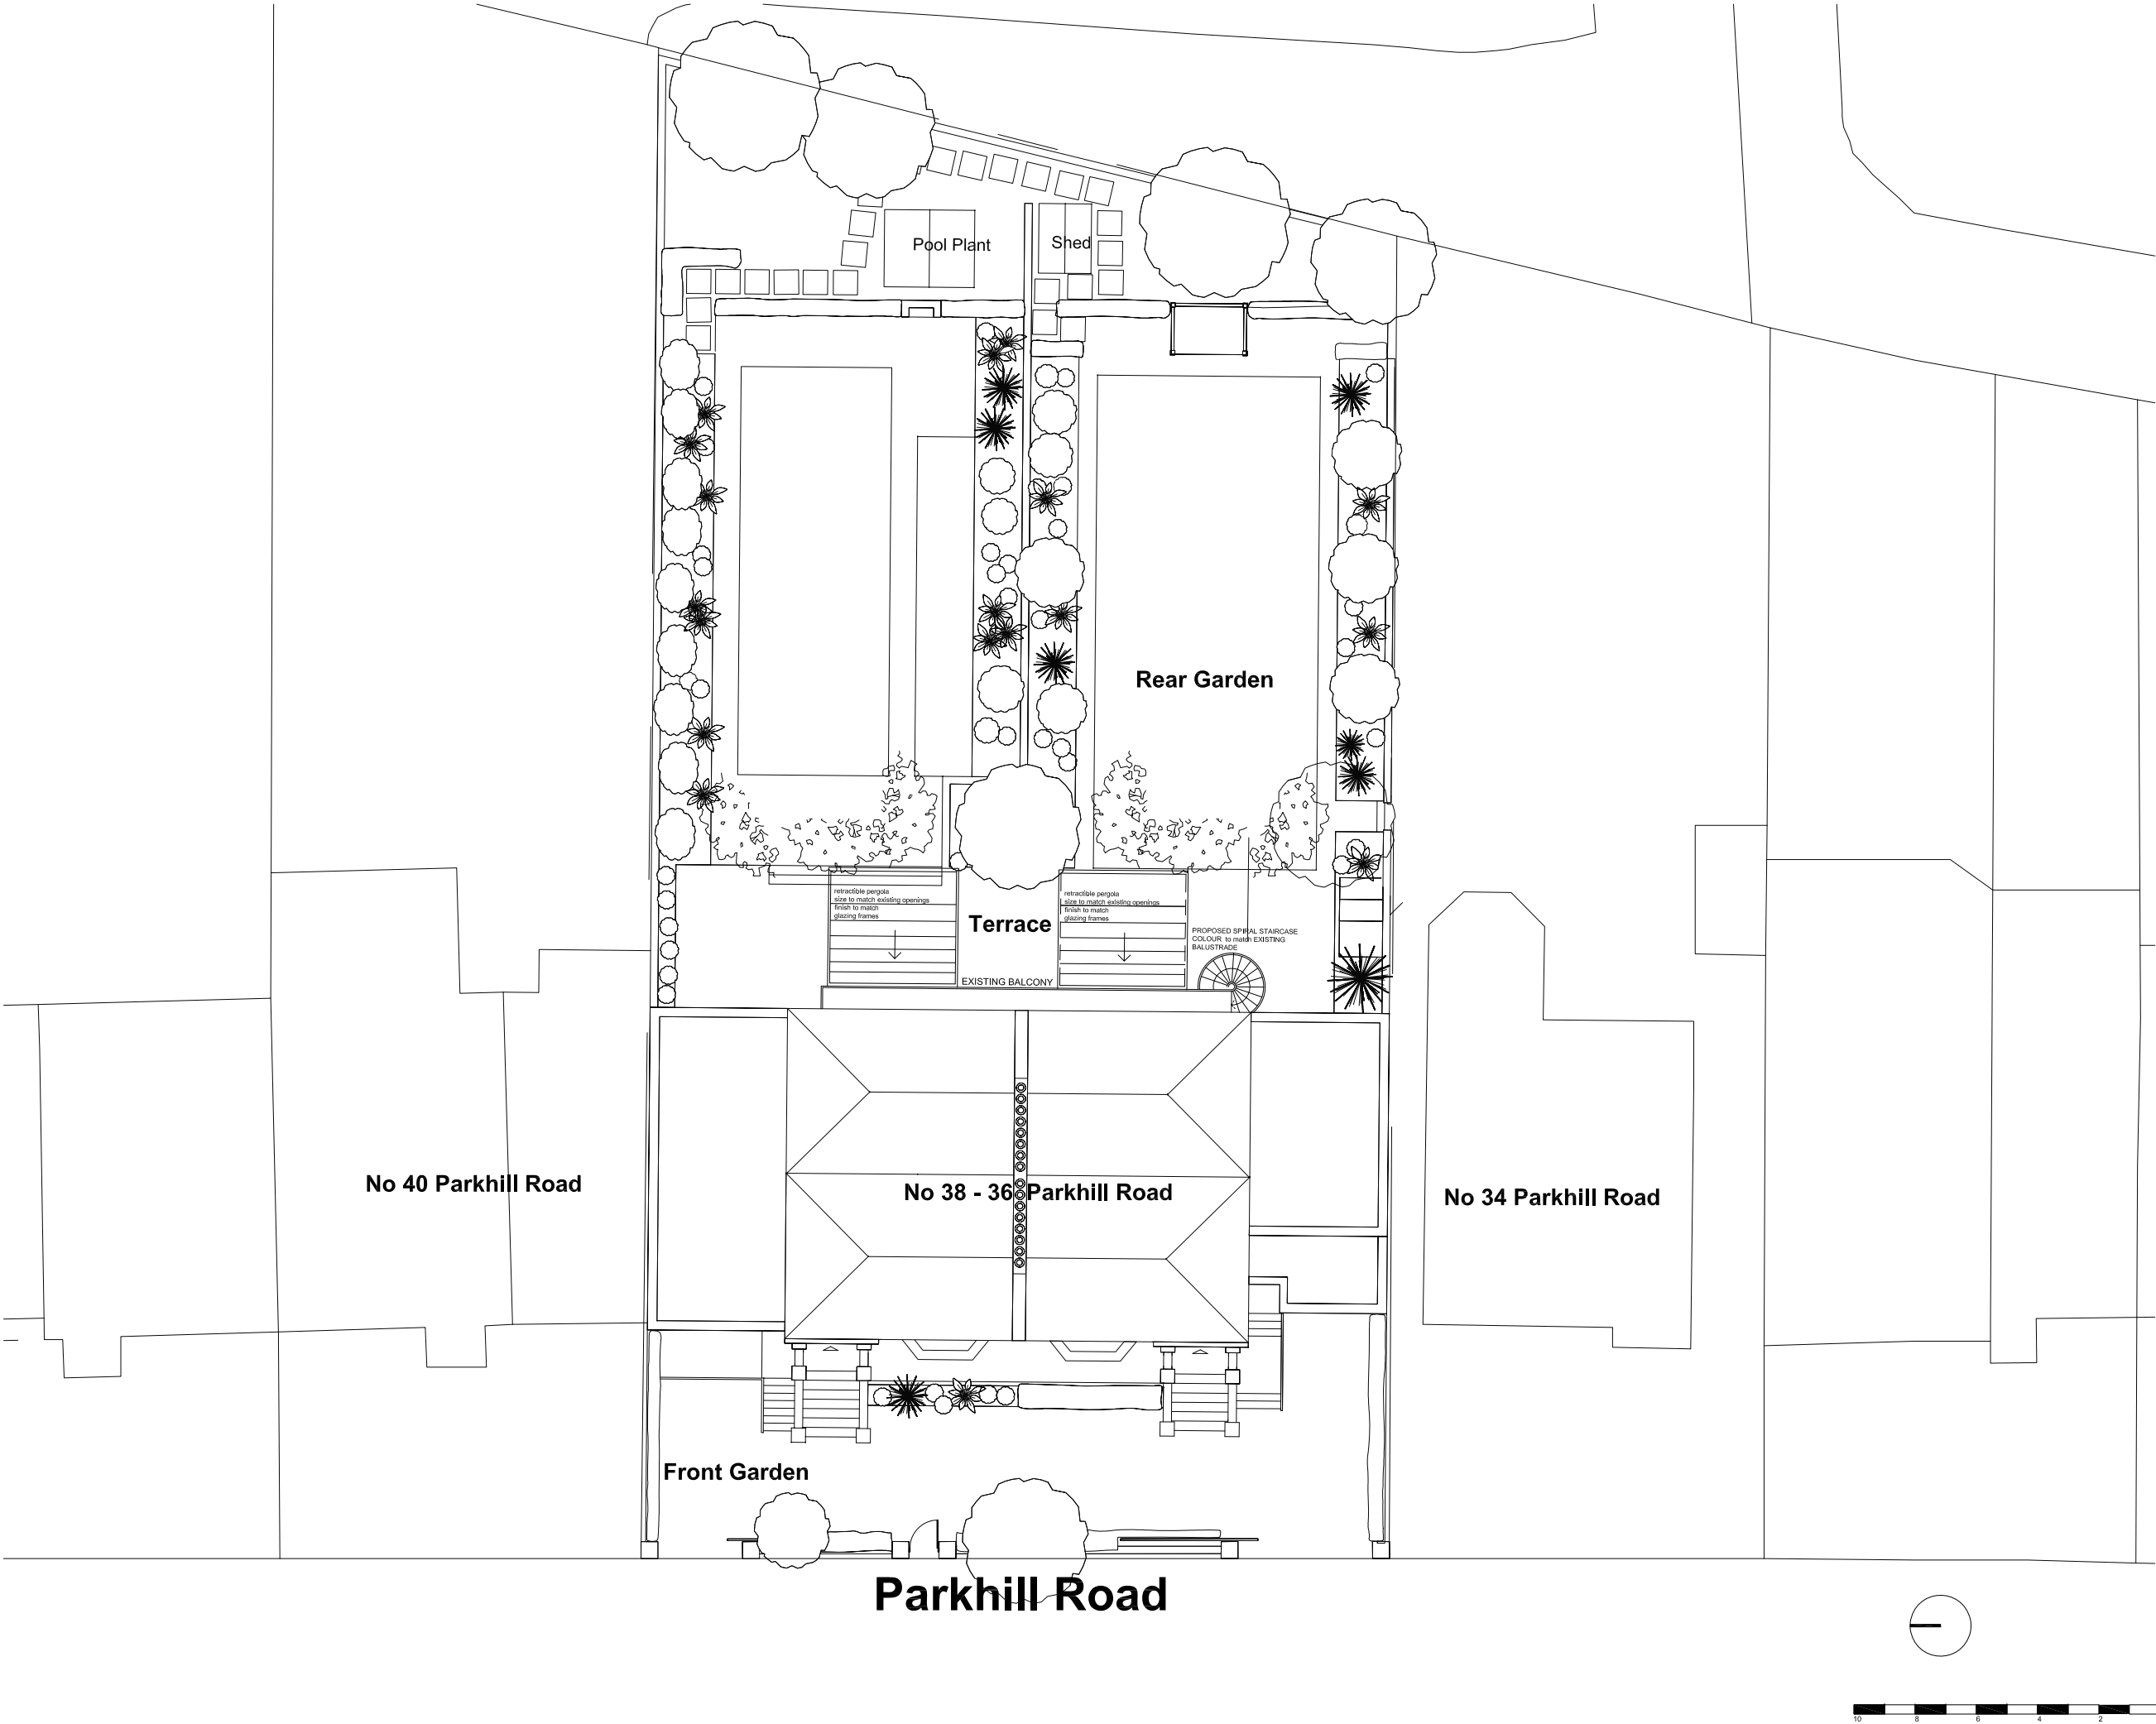 Pool Plant
Shed
Rear Garden
retractible pergola
size to match existing openings
finish to match
glazing frames
retractible pergola
size to match existing openings
finish to match
glazing frames
Terrace
PROPOSED SPIRAL STAIRCASE
COLOUR to match EXISTING
BALUSTRADE
EXISTING BALCONY
No 40 Parkhill Road
No 38 - 36 Parkhill Road
No 34 Parkhill Road
Front Garden
Parkhill Road
10 8 6 4 2